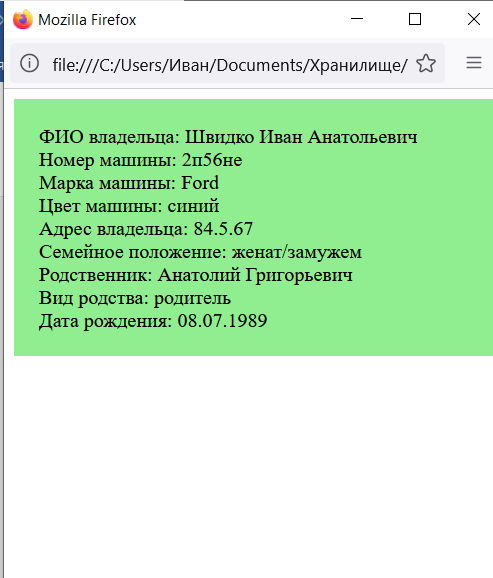 Mozilla Firefox
file:///C:/Users/Иван/Documents/Хранилище/
ФИО владельца: Швидко Иван Анатольевич
Номер машины: 2п56не
Марка машины: Ford
Цвет машины: синий
Адрес владельца: 84.5.67
Семейное положение: женат/замужем
Родственник: Анатолий Григорьевич
Вид родства: родитель
Дата рождения: 08.07.1989